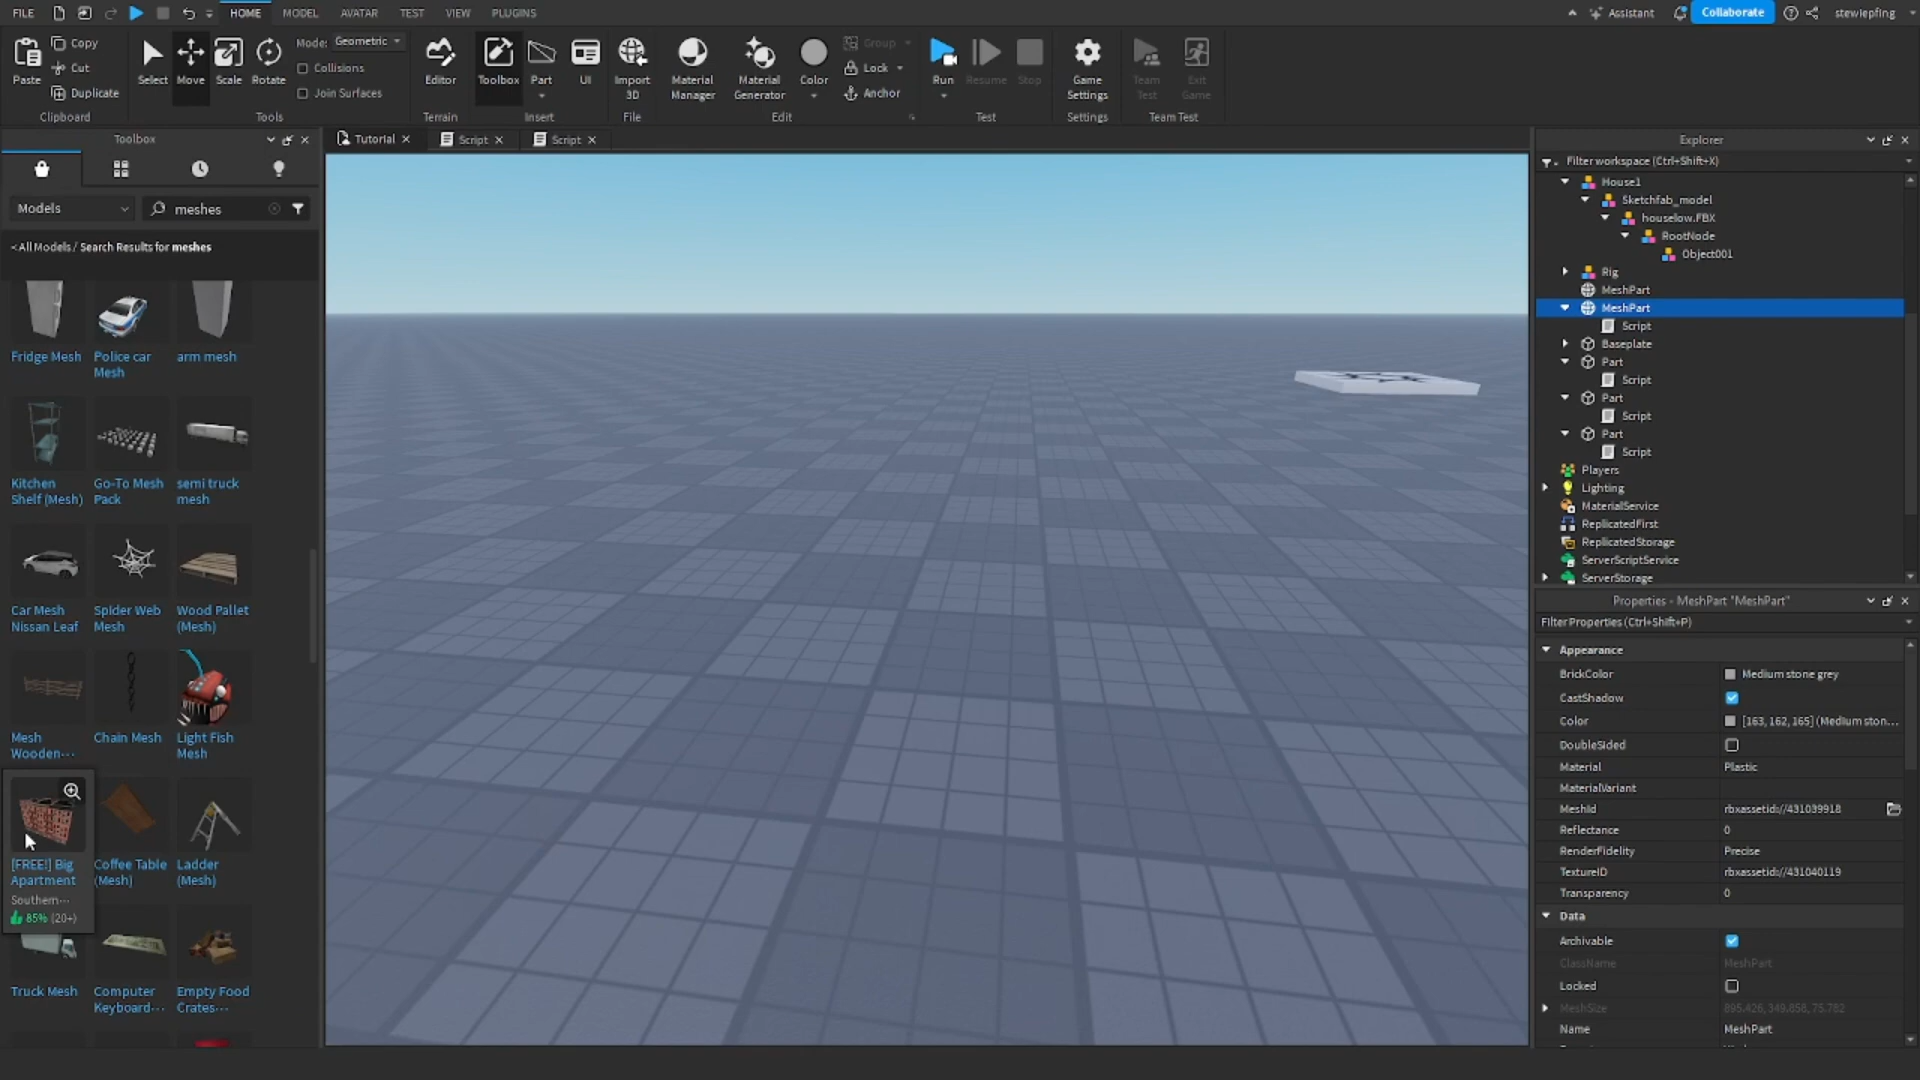 FILE HOME MODEL AVATAR TEST VIEW PLUGINS Assistant Collaborate stewiepfing
Copy Mode: Geometric Group
Cut Collisions Lock
Paste Select Move Scale Rotate Editor Toolbox Part UI Import Material Material Color Run Resume Stop Game Team Exit
Duplicate Join Surfaces 3D Manager Generator Anchor Settings Test Game
Clipboard Tools Terrain Insert File Edit Test Settings Team Test
Toolbox
Models
meshes
<All Models / Search Results for meshes
Fridge Mesh
Police car
Mesh
arm mesh
Kitchen
Shelf (Mesh)
Go-To Mesh
Pack
semi truck
mesh
Car Mesh
Nissan Leaf
Spider Web
Mesh
Wood Pallet
(Mesh)
Mesh
Wooden...
Chain Mesh
Light Fish
Mesh
[FREE!] Big
Apartment
Southern...
85% (20+)
Coffee Table
(Mesh)
Ladder
(Mesh)
Truck Mesh
Computer
Keyboard...
Empty Food
Crates...
Tutorial Script Script
Explorer
Filter workspace (Ctrl+Shift+X)
House1
Sketchfab_model
houselow.FBX
RootNode
Object001
Rig
MeshPart
MeshPart
Script
Baseplate
Part
Script
Part
Script
Part
Script
Players
Lighting
MaterialService
ReplicatedFirst
ReplicatedStorage
ServerScriptService
ServerStorage
Properties - MeshPart "MeshPart"
Filter Properties (Ctrl+Shift+P)
Appearance
BrickColor Medium stone grey
CastShadow
Color [163, 162, 165] (Medium ston...
DoubleSided
Material Plastic
MaterialVariant
MeshId rbxassetid://431039918
Reflectance 0
RenderFidelity Precise
TextureID rbxassetid://431040119
Transparency 0
Data
Archivable
ClassName MeshPart
Locked
MeshSize 895.426, 349.858, 75.782
Name MeshPart